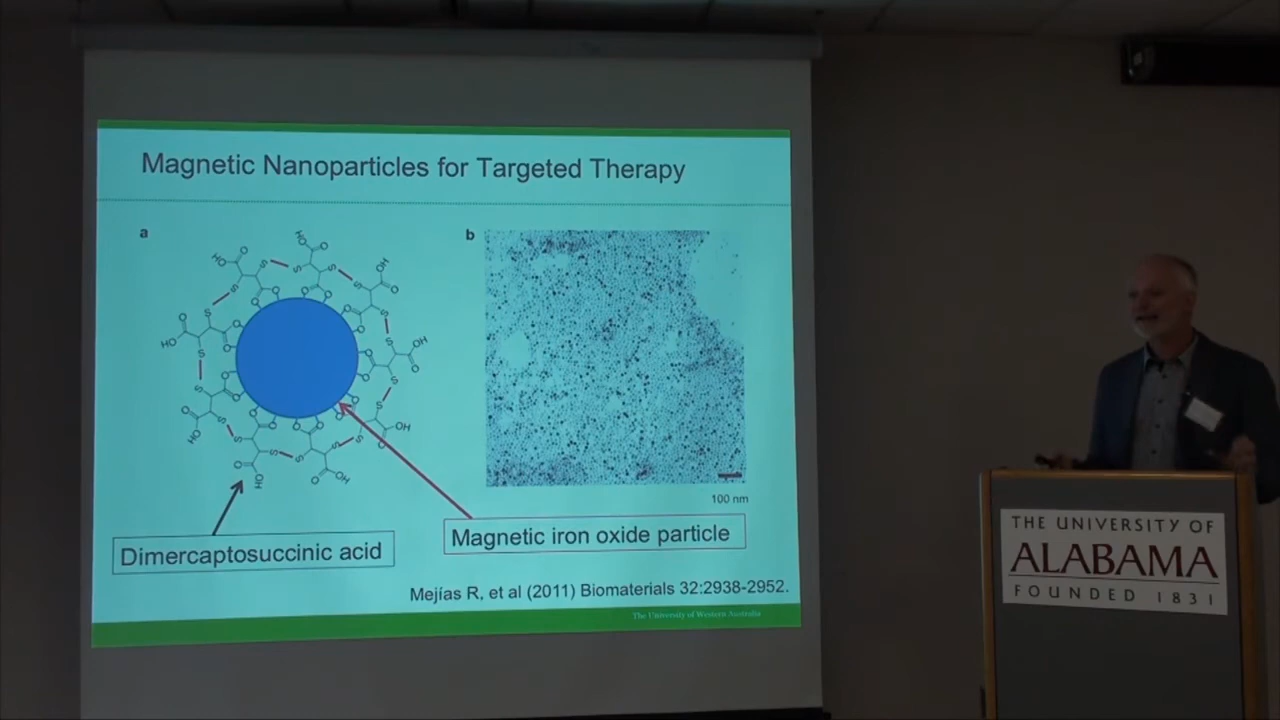 Magnetic Nanoparticles for Targeted Therapy
a
b
100 nm
Dimercaptosuccinic acid
Magnetic iron oxide particle
Mejías R, et al (2011) Biomaterials 32:2938-2952.
The University of Western Australia
THE UNIVERSITY OF
ALABAMA
FOUNDED 1831